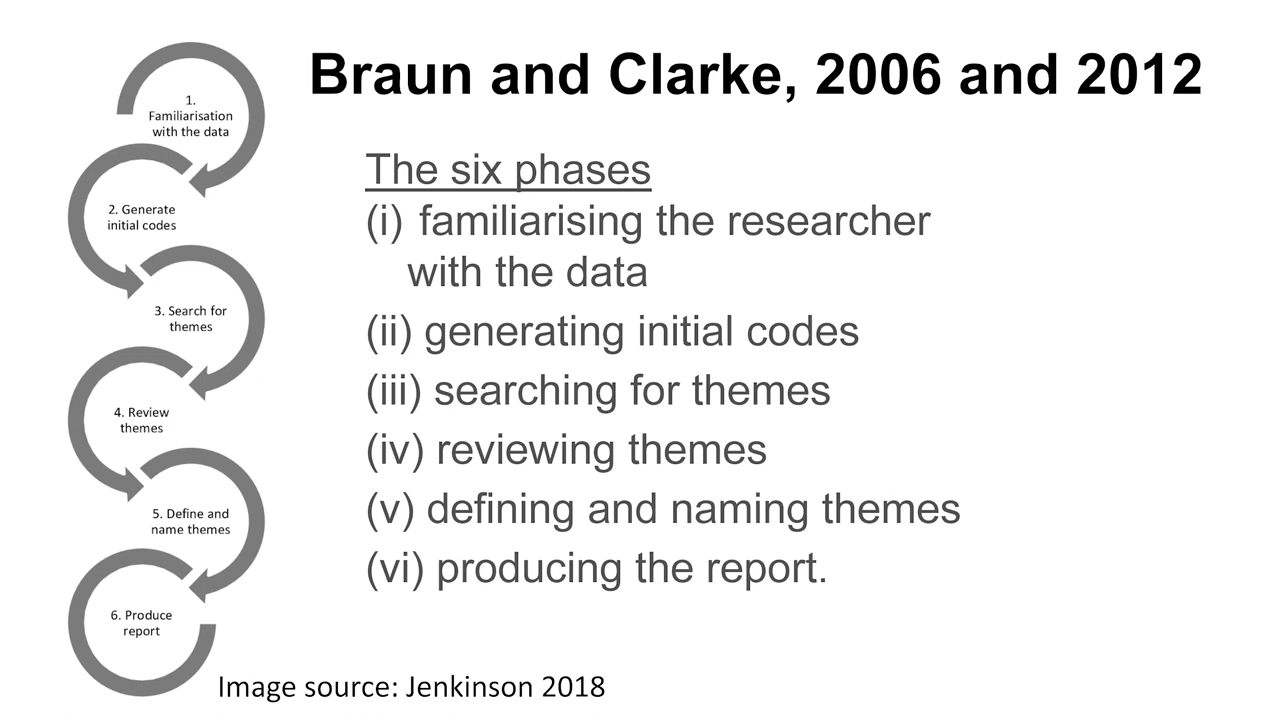 Braun and Clarke, 2006 and 2012
1.
Familiarisation
with the data
2. Generate
initial codes
3. Search for
themes
4. Review
themes
5. Define and
name themes
6. Produce
report
The six phases
(i) familiarising the researcher
with the data
(ii) generating initial codes
(iii) searching for themes
(iv) reviewing themes
(v) defining and naming themes
(vi) producing the report.
Image source: Jenkinson 2018